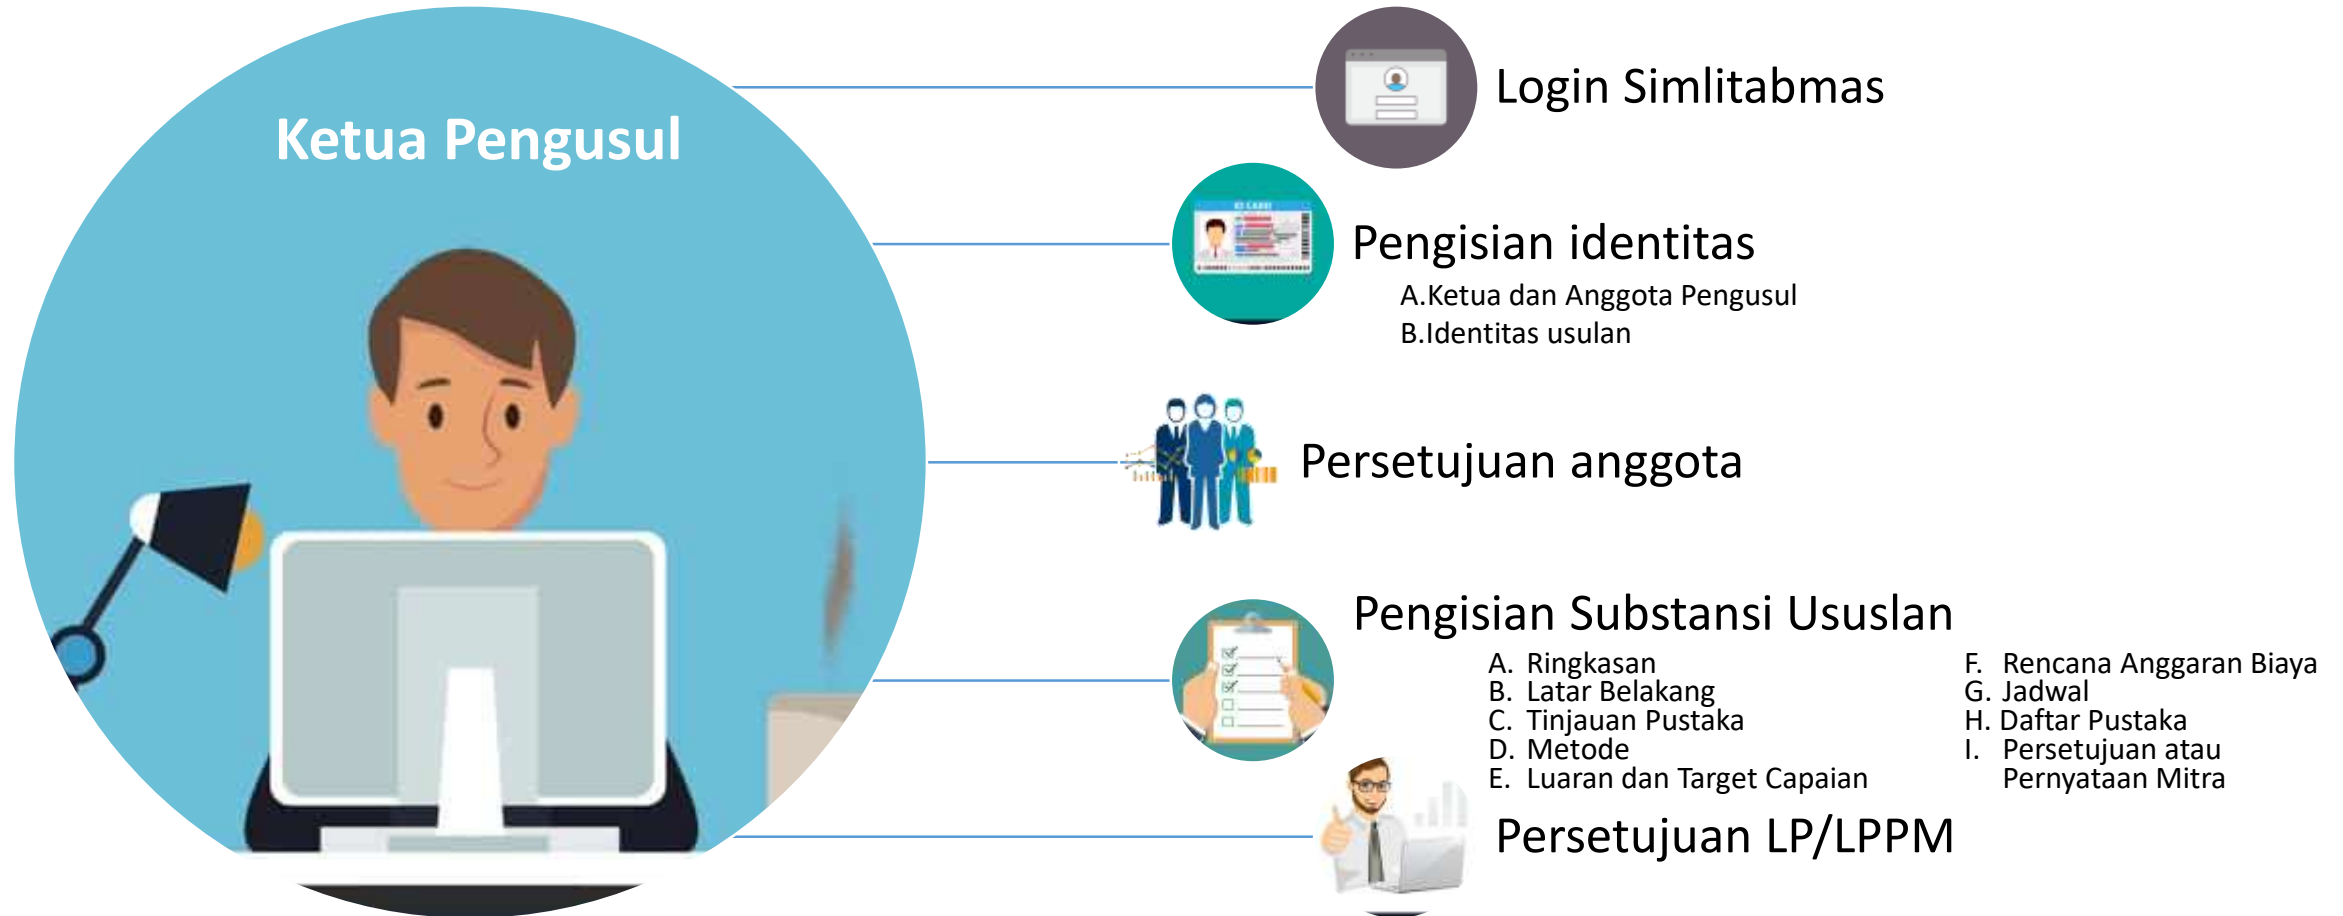 Ketua Pengusul
Login Simlitabmas
ID CARD
Pengisian identitas
A.Ketua dan Anggota Pengusul
B.Identitas usulan
Persetujuan anggota
Pengisian Substansi Ususlan
A. Ringkasan
B. Latar Belakang
C. Tinjauan Pustaka
D. Metode
E. Luaran dan Target Capaian
F. Rencana Anggaran Biaya
G. Jadwal
H. Daftar Pustaka
I. Persetujuan atau
Pernyataan Mitra
Persetujuan LP/LPPM